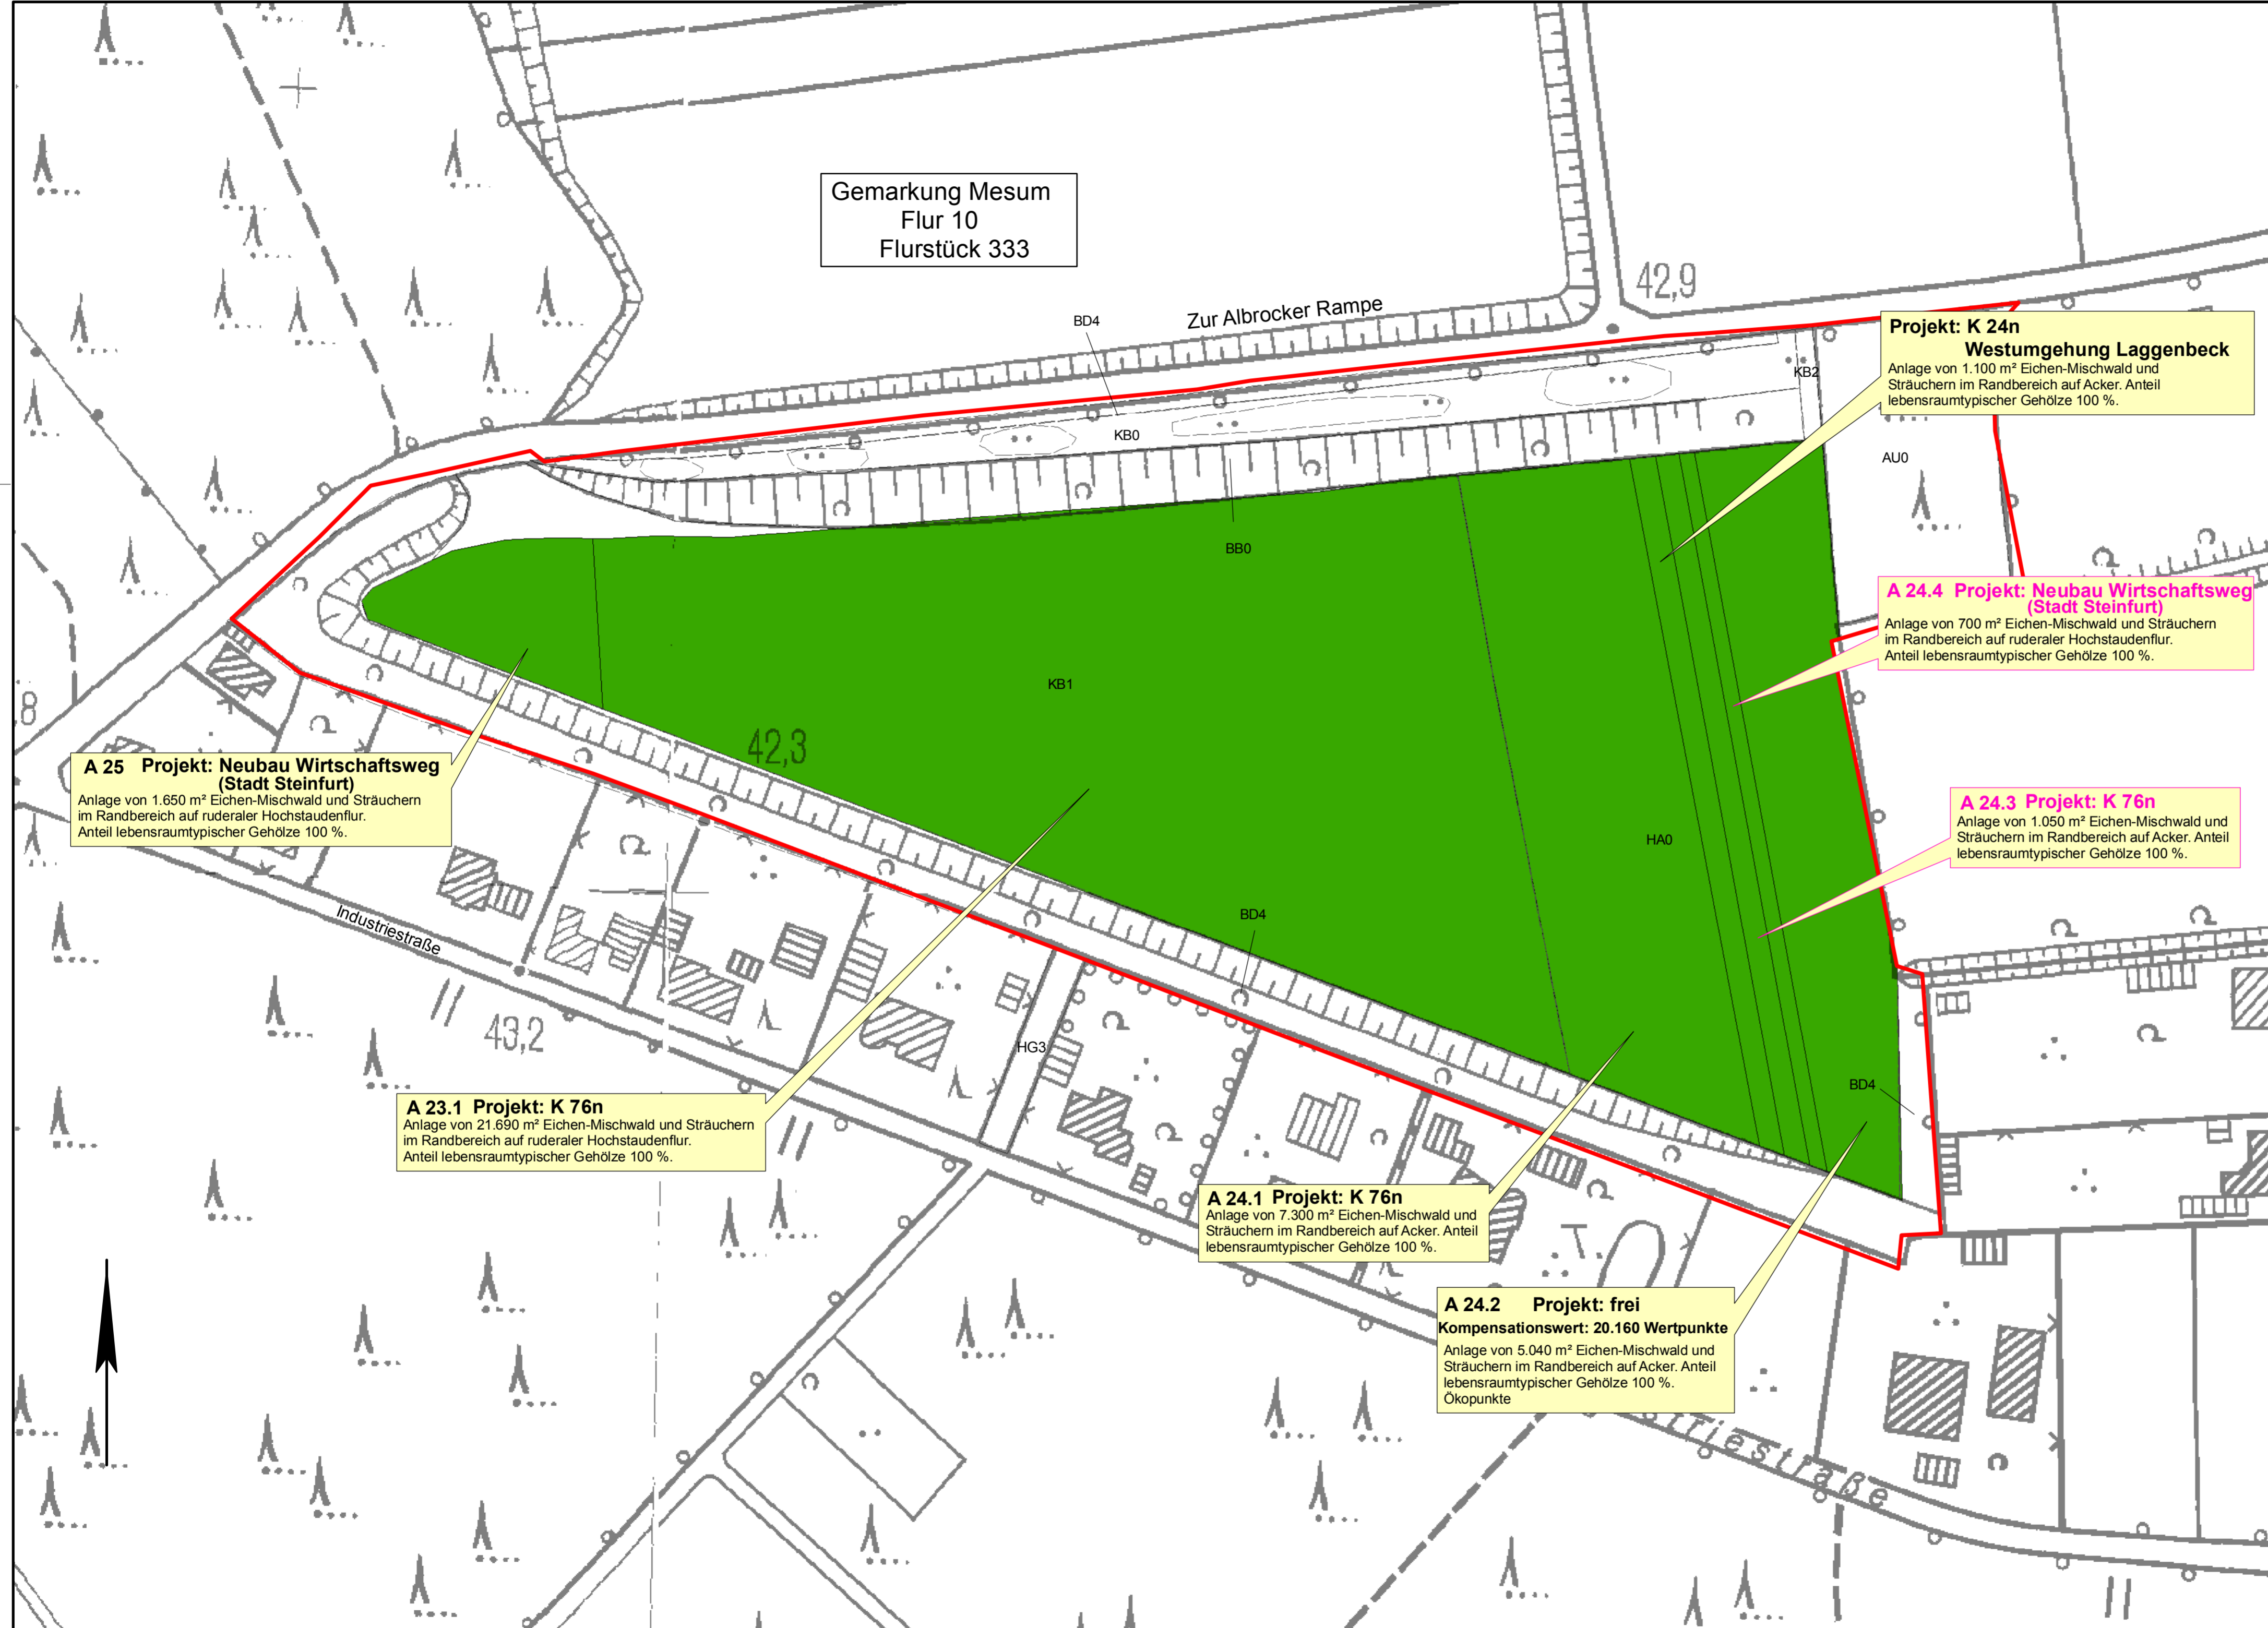 Gemarkung Mesum
Flur 10
Flurstück 333
42,9
Zur Albrocker Rampe
BD4
Projekt: K 24n
Westumgehung Laggenbeck
Anlage von 1.100 m² Eichen-Mischwald und
Sträuchern im Randbereich auf Acker. Anteil
lebensraumtypischer Gehölze 100 %.
KB2
KB0
AU0
BB0
A 24.4 Projekt: Neubau Wirtschaftsweg
(Stadt Steinfurt)
Anlage von 700 m² Eichen-Mischwald und Sträuchern
im Randbereich auf ruderaler Hochstaudenflur.
Anteil lebensraumtypischer Gehölze 100 %.
KB1
8
42,3
A 25 Projekt: Neubau Wirtschaftsweg
(Stadt Steinfurt)
Anlage von 1.650 m² Eichen-Mischwald und Sträuchern
im Randbereich auf ruderaler Hochstaudenflur.
Anteil lebensraumtypischer Gehölze 100 %.
A 24.3 Projekt: K 76n
Anlage von 1.050 m² Eichen-Mischwald und
Sträuchern im Randbereich auf Acker. Anteil
lebensraumtypischer Gehölze 100 %.
HA0
Industriestraße
BD4
43,2
HG3
BD4
A 23.1 Projekt: K 76n
Anlage von 21.690 m² Eichen-Mischwald und Sträuchern
im Randbereich auf ruderaler Hochstaudenflur.
Anteil lebensraumtypischer Gehölze 100 %.
A 24.1 Projekt: K 76n
Anlage von 7.300 m² Eichen-Mischwald und
Sträuchern im Randbereich auf Acker. Anteil
lebensraumtypischer Gehölze 100 %.
A 24.2 Projekt: frei
Kompensationswert: 20.160 Wertpunkte
Anlage von 5.040 m² Eichen-Mischwald und
Sträuchern im Randbereich auf Acker. Anteil
lebensraumtypischer Gehölze 100 %.
Ökopunkte
striestraße